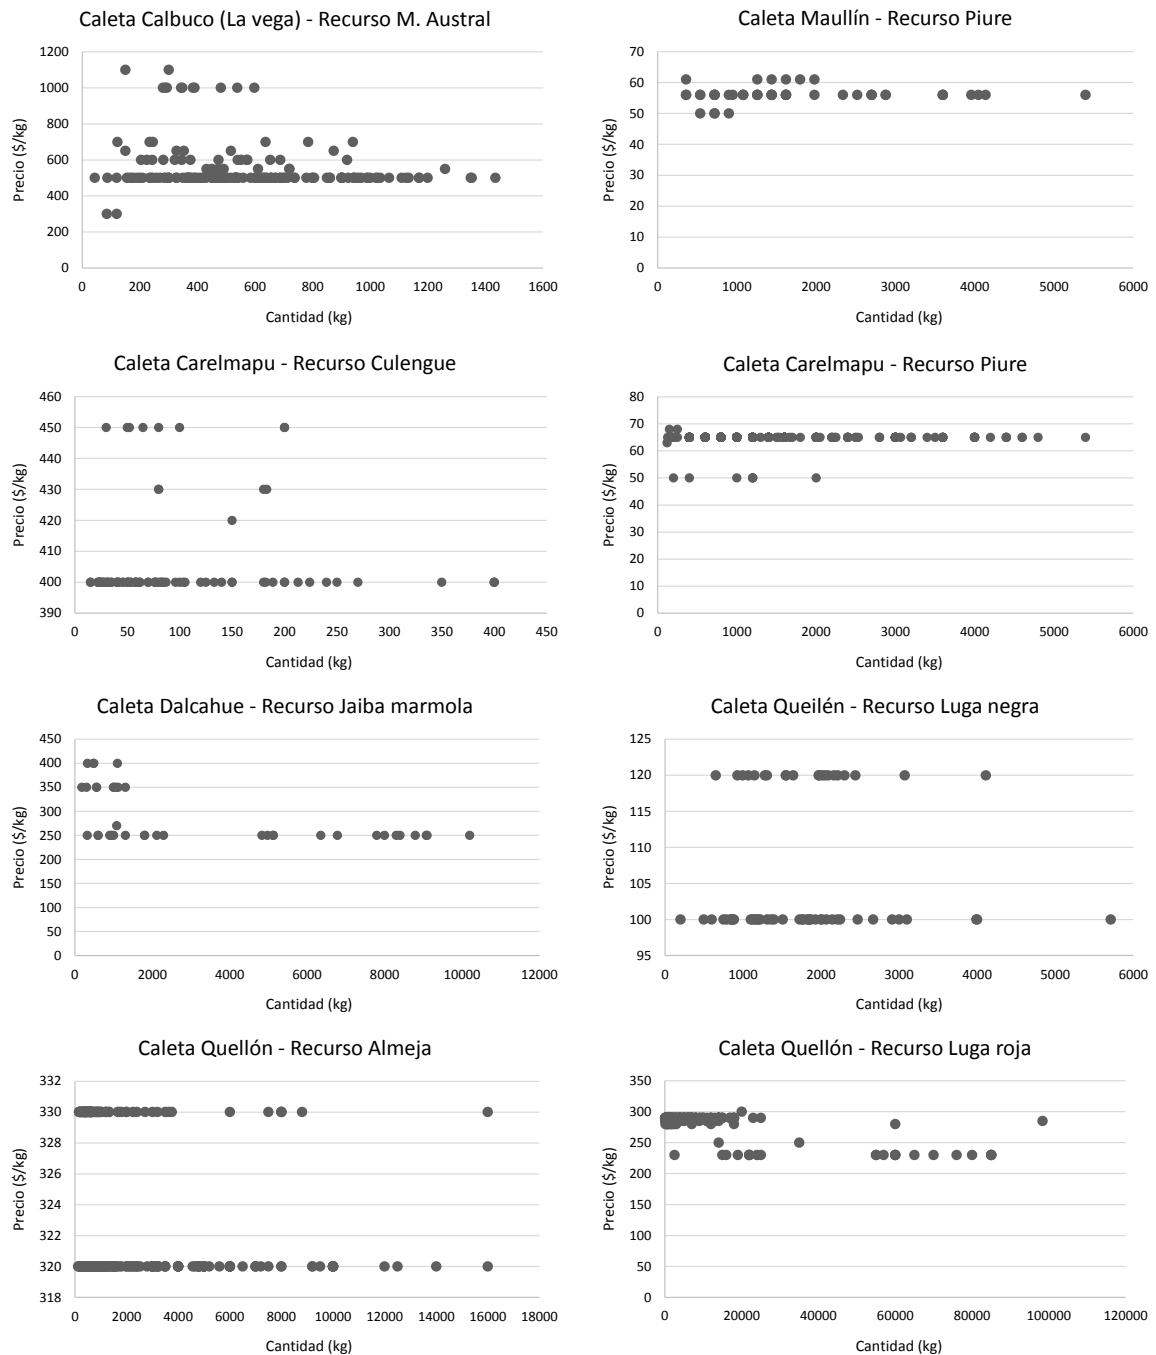 Caleta Calbuco (La vega) - Recurso M. Austral
1200
1000
800
600
400
200
0
Precio ($/kg)
0 200 400 600 800 1000 1200 1400 1600
Cantidad (kg)
Caleta Maullín - Recurso Piure
70
60
50
40
30
20
10
0
Precio ($/kg)
0 1000 2000 3000 4000 5000 6000
Cantidad (kg)
Caleta Carelmapu - Recurso Culengue
460
450
440
430
420
410
400
390
Precio ($/kg)
0 50 100 150 200 250 300 350 400 450
Cantidad (kg)
Caleta Carelmapu - Recurso Piure
80
70
60
50
40
30
20
10
0
Precio ($/kg)
0 1000 2000 3000 4000 5000 6000
Cantidad (kg)
Caleta Dalcahue - Recurso Jaiba marmola
450
400
350
300
250
200
150
100
50
0
Precio ($/kg)
0 2000 4000 6000 8000 10000 12000
Cantidad (kg)
Caleta Queilén - Recurso Luga negra
125
120
115
110
105
100
95
Precio ($/kg)
0 1000 2000 3000 4000 5000 6000
Cantidad (kg)
Caleta Quellón - Recurso Almeja
332
330
328
326
324
322
320
318
Precio ($/kg)
0 2000 4000 6000 8000 10000 12000 14000 16000 18000
Cantidad (kg)
Caleta Quellón - Recurso Luga roja
350
300
250
200
150
100
50
0
Precio ($/kg)
0 20000 40000 60000 80000 100000 120000
Cantidad (kg)